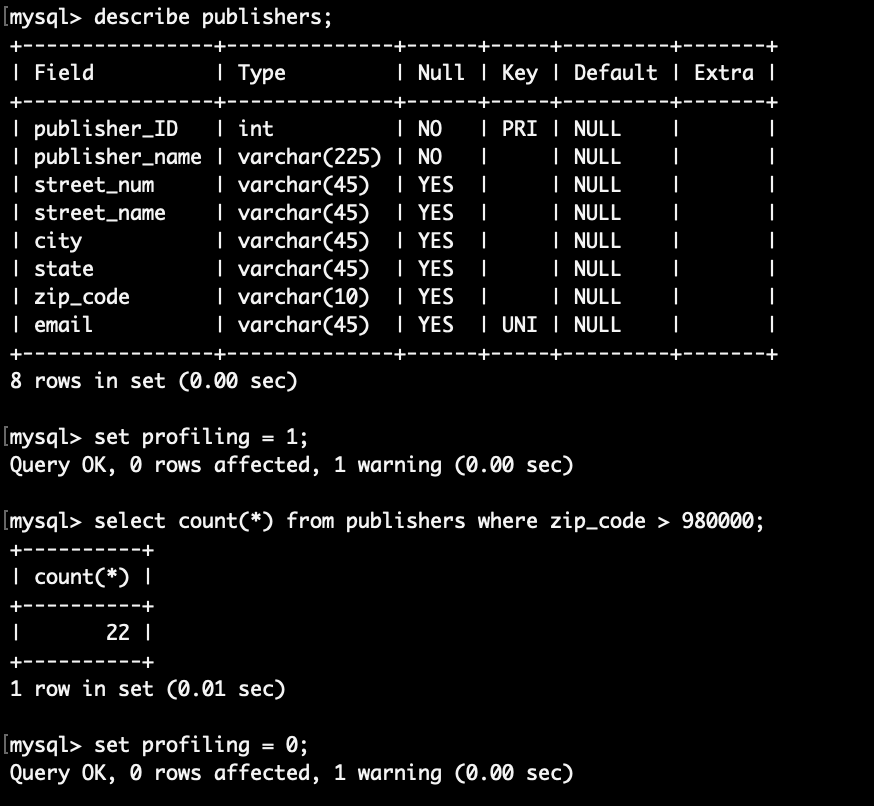 [mysql> describe publishers;
+----------------+--------------+------+-----+---------+-------+
| Field          | Type         | Null | Key | Default | Extra |
+----------------+--------------+------+-----+---------+-------+
| publisher_ID   | int          | NO   | PRI | NULL    |       |
| publisher_name | varchar(225) | NO   |     | NULL    |       |
| street_num     | varchar(45)  | YES  |     | NULL    |       |
| street_name    | varchar(45)  | YES  |     | NULL    |       |
| city           | varchar(45)  | YES  |     | NULL    |       |
| state          | varchar(45)  | YES  |     | NULL    |       |
| zip_code       | varchar(10)  | YES  |     | NULL    |       |
| email          | varchar(45)  | YES  | UNI | NULL    |       |
+----------------+--------------+------+-----+---------+-------+
8 rows in set (0.00 sec)
[mysql> set profiling = 1;
Query OK, 0 rows affected, 1 warning (0.00 sec)
[mysql> select count(*) from publishers where zip_code > 980000;
+----------+
| count(*) |
+----------+
|       22 |
+----------+
1 row in set (0.01 sec)
[mysql> set profiling = 0;
Query OK, 0 rows affected, 1 warning (0.00 sec)